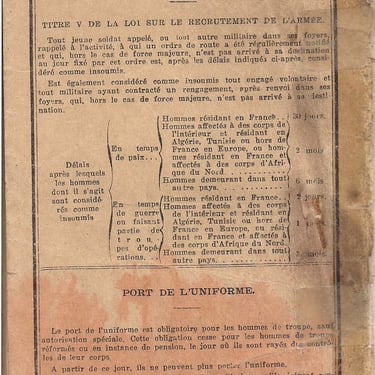 TITRE V DE LA LOI SUR LE RECRUTEMENT DE L'ARMÉE.
Tout jeune soldat appelé, ou tout autre militaire dans ses foyers,
rappelé à l'activité, à qui un ordre de route a été régulièrement notifié
et qui, hors le cas de force majeure, n'est pas arrivé à sa destination
au jour fixé par cet ordre est, après les délais indiqués ci-après, consi-
déré comme insoumis.
Est également considéré comme insoumis tout engagé volontaire et
tout militaire ayant contracté un rengagement, après renvoi dans ses
foyers, qui, hors le cas de force majeure, n'est pas arrivé à sa desti-
nation.
Délais
après lesquels
les hommes
dont il s'agit
sont consi-
dérés comme
insoumis
En temps
de paix...
Hommes résidant en France... 30 jours.
Hommes affectés à des corps de
l'intérieur et résidant en
Algérie, Tunisie ou hors de
France en Europe, ou hom-
mes résidant en France et
affectés à des corps d'Afri-
que du Nord.
2 mois
Hommes demeurant dans tout
autre pays.
6 mois
En temps
de guerre
ou faisant
partie de
trou-
pes d'opé-
rations...
Hommes résidant en France...
2 jours.
Hommes affectés à des corps de
l'intérieur et résidant en
Algérie, Tunisie ou hors de
France en Europe, ou rési-
dant en France et affectés à
des corps d'Afrique du Nord.
1
Hommes demeurant dans tout
autre pays.
mois
PORT DE L'UNIFORME.
Le port de l'uniforme est obligatoire pour les hommes de troupe, sauf
autorisation spéciale. Cette obligation cesse pour les hommes de troupe
réformés ou en instance de pension, le jour où ils sont rayés des contrô-
les de leur corps.
A partir de ce jour, ils ne peuvent plus porter l'uniforme.